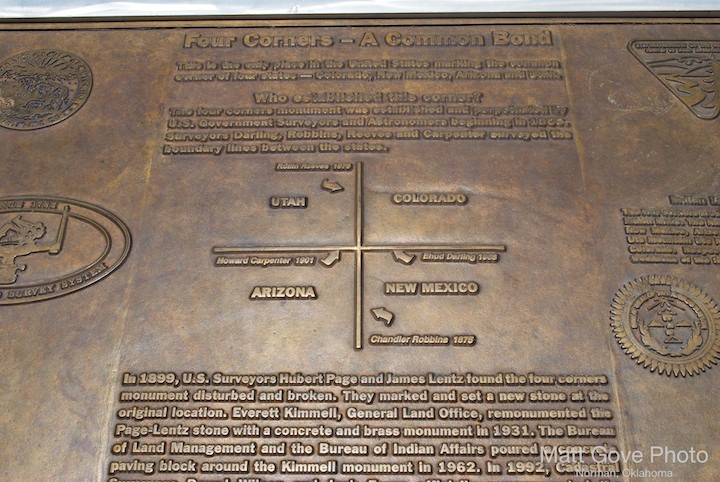 Four Corners – A Common Bond
This is the only place in the United States marking the common
corner of four states — Colorado, New Mexico, Arizona and Utah.
Who established this corner?
The four corners monument was established and perpetuated by
U.S. Government Surveyors and Astronomers beginning in 1868.
Surveyors Darling, Robbins, Reeves and Carpenter surveyed the
boundary lines between the states.
Rollin Reeves 1878
UTAH
COLORADO
Howard Carpenter 1901
Ehud Darling 1868
ARIZONA
NEW MEXICO
Chandler Robbins 1875
SURVEY SYSTEM
In 1899, U.S. Surveyors Hubert Page and James Lentz found the four corners
monument disturbed and broken. They marked and set a new stone at the
original location. Everett Kimmell, General Land Office, remonumented the
Page-Lentz stone with a concrete and brass monument in 1931. The Bureau
of Land Management and the Bureau of Indian Affairs poured
paving block around the Kimmell monument in 1962. In 1992, Cadastral
Matt Gove Photo
Norman, Oklahoma